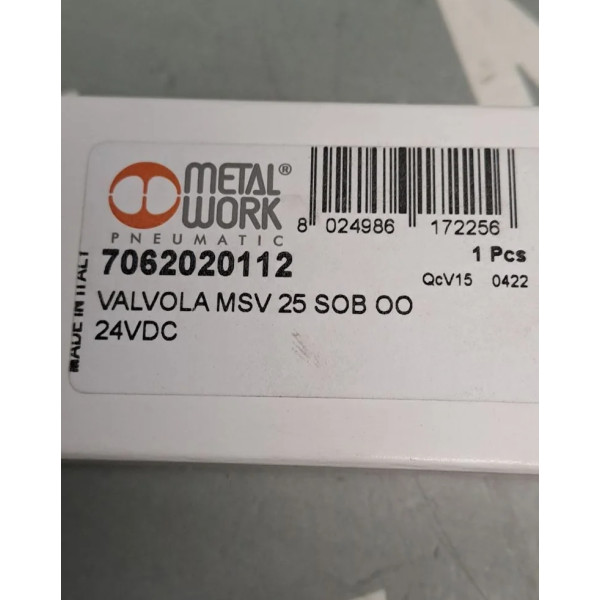 METAL®
WORK
PNEUMATIC
8 024986 172256
7062020112
1 Pcs
QcV15 0422
VALVOLA MSV 25 SOB OO
24VDC
MADE IN ITALY